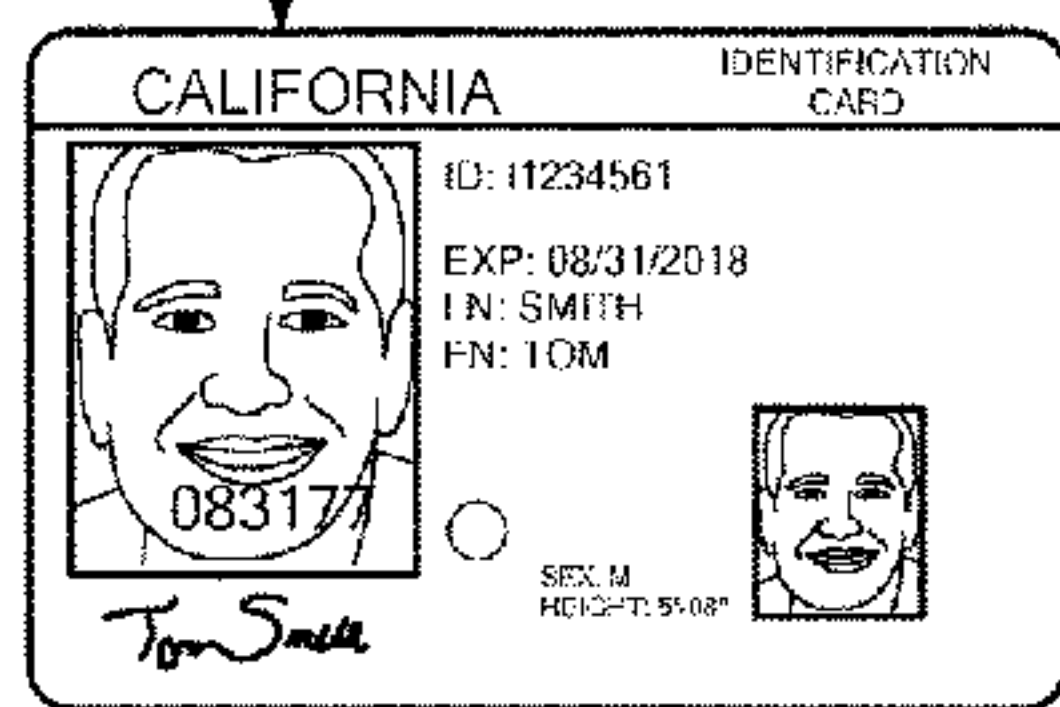 CALIFORNIA
IDENTIFICATION
CARD
ID: I1234561
EXP: 08/31/2018
LN: SMITH
FN: TOM
083177
SEX: M
HEIGHT: 5'-08"
Tom Smith